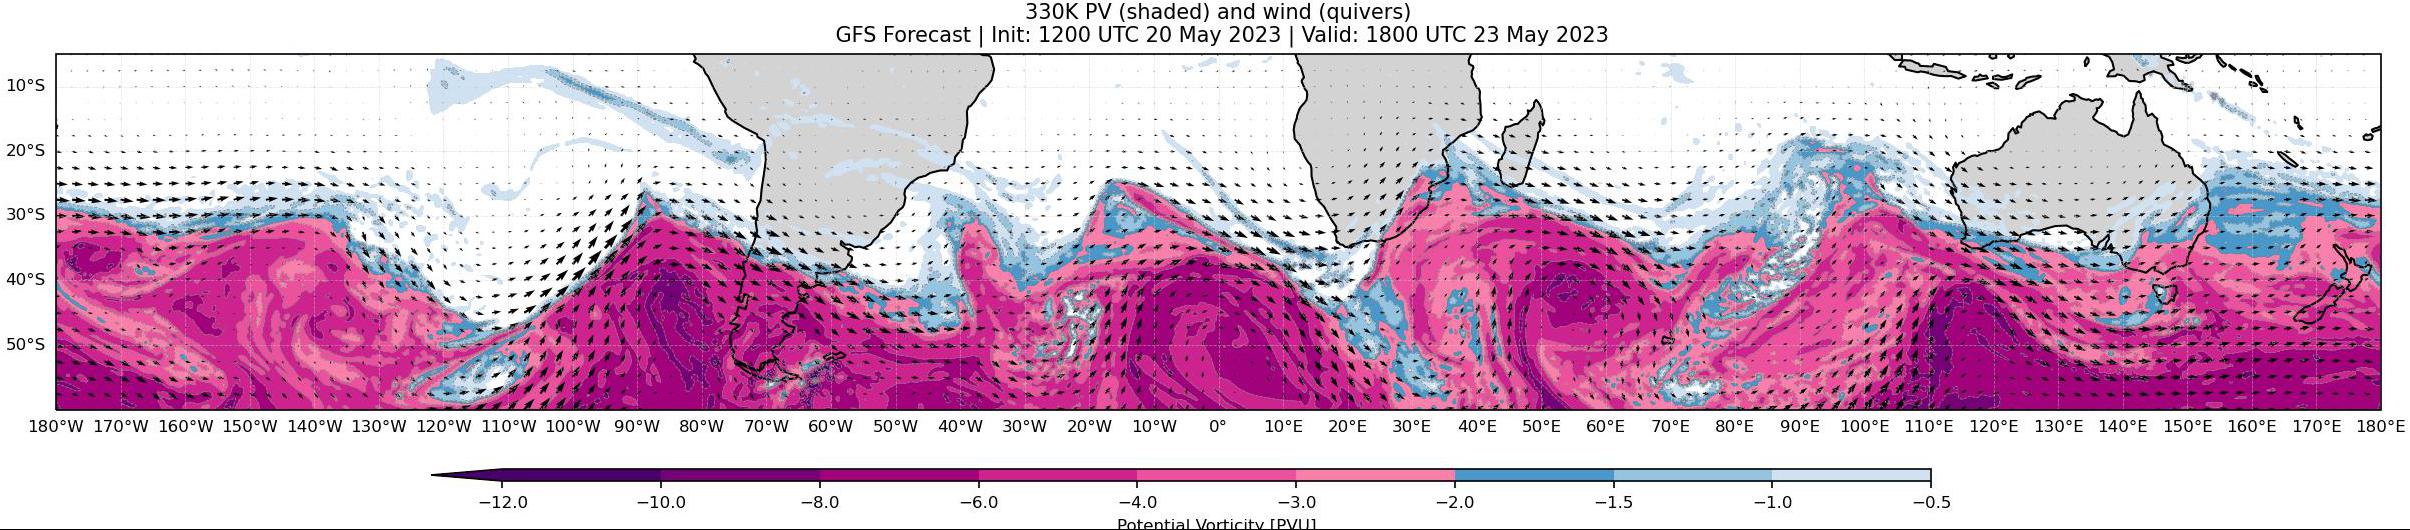 330K PV (shaded) and wind (quivers)
GFS Forecast | Init: 1200 UTC 20 May 2023 | Valid: 1800 UTC 23 May 2023
10°S
20°S
30°S
40°S
50°S
180°W 170°W 160°W 150°W 140°W 130°W 120°W 110°W 100°W 90°W 80°W 70°W 60°W 50°W 40°W 30°W 20°W 10°W 0° 10°E 20°E 30°E 40°E 50°E 60°E 70°E 80°E 90°E 100°E 110°E 120°E 130°E 140°E 150°E 160°E 170°E 180°E
−12.0 −10.0 −8.0 −6.0 −4.0 −3.0 −2.0 −1.5 −1.0 −0.5
Potential Vorticity [PVU]